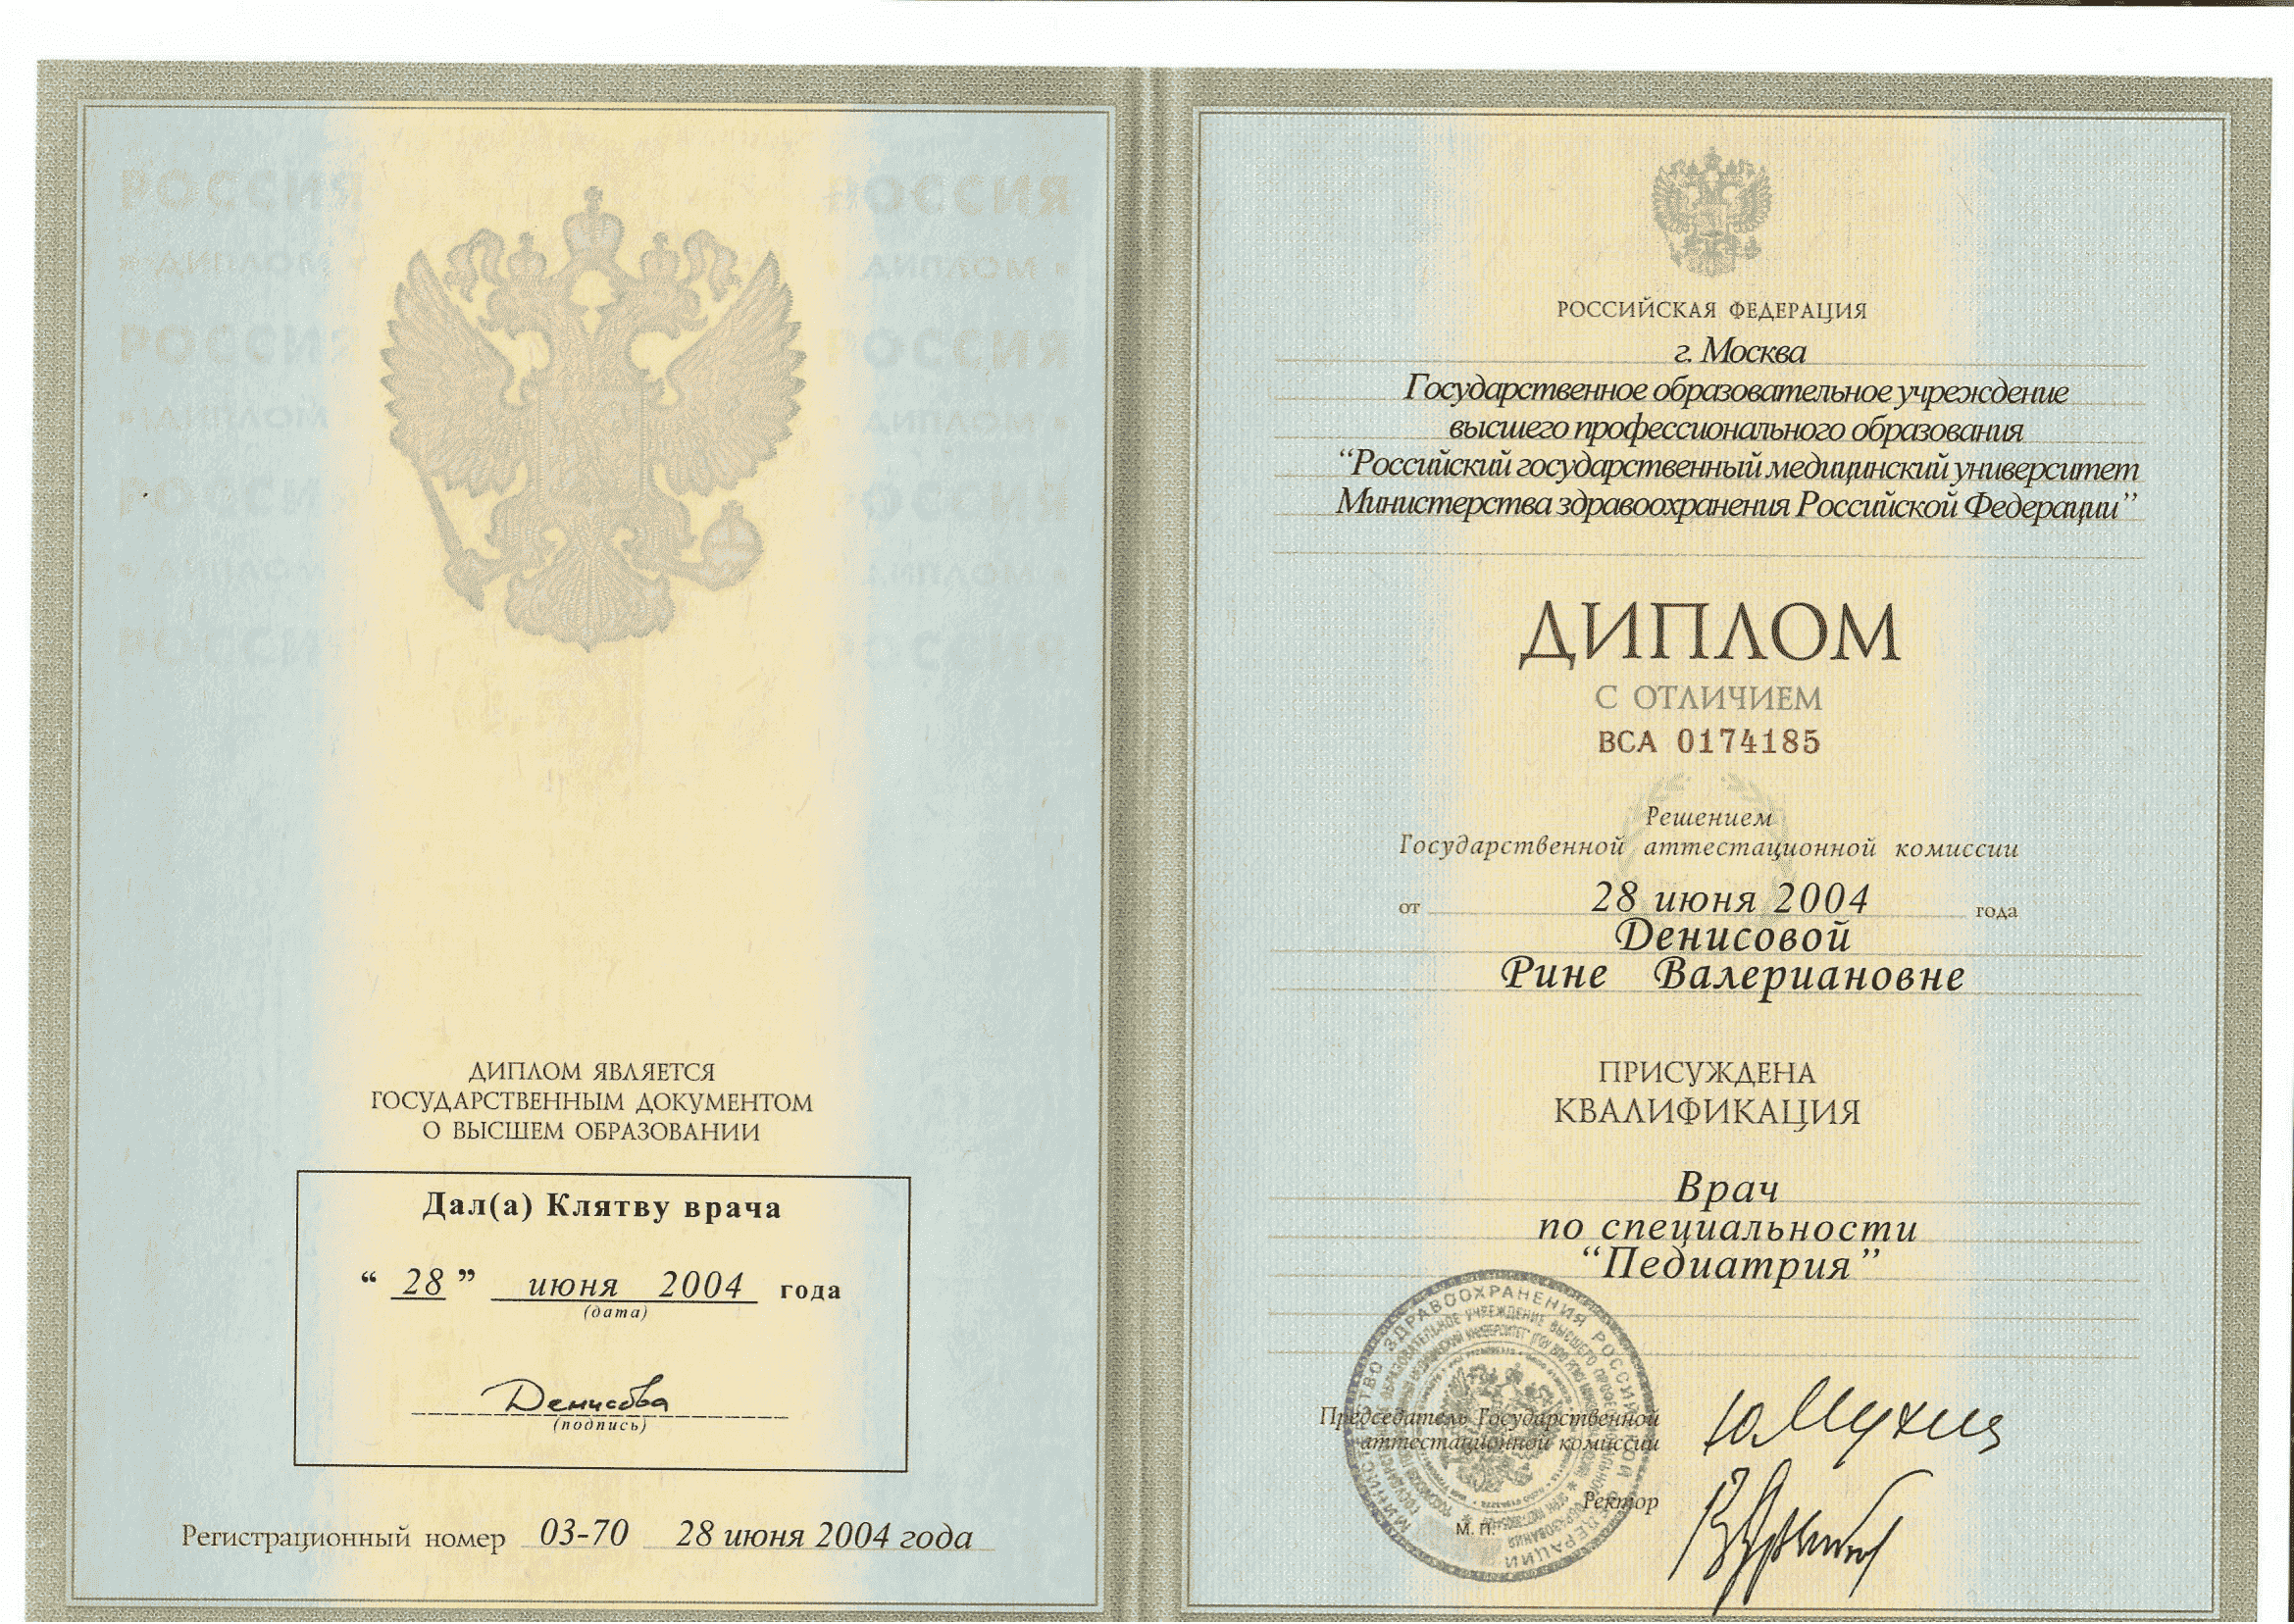 РОССИЯ РОССИЯ
• ДИПЛОМ • • ДИПЛОМ •
РОССИЯ РОССИЯ
• ДИПЛОМ • ДИПЛОМ •
РОССИЯ РОССИЯ
• ДИПЛОМ • ДИПЛОМ •
РОССИЯ РОССИЯ
ДИПЛОМ ЯВЛЯЕТСЯ
ГОСУДАРСТВЕННЫМ ДОКУМЕНТОМ
О ВЫСШЕМ ОБРАЗОВАНИИ
Дал(а) Клятву врача
“ 28 ” июня 2004 года
(дата)
Денисова
(подпись)
Регистрационный номер 03-70 28 июня 2004 года
РОССИЙСКАЯ ФЕДЕРАЦИЯ
г. Москва
Государственное образовательное учреждение
высшего профессионального образования
“Российский государственный медицинский университет
Министерства здравоохранения Российской Федерации”
ДИПЛОМ
С ОТЛИЧИЕМ
ВСА 0174185
Решением
Государственной аттестационной комиссии
от 28 июня 2004 года
Денисовой
Рине Валериановне
ПРИСУЖДЕНА
КВАЛИФИКАЦИЯ
Врач
по специальности
“Педиатрия”
МИНИСТЕРСТВО ЗДРАВООХРАНЕНИЯ РОССИЙСКОЙ ФЕДЕРАЦИИ
Председатель Государственной
аттестационной комиссии
Ректор
М. П.